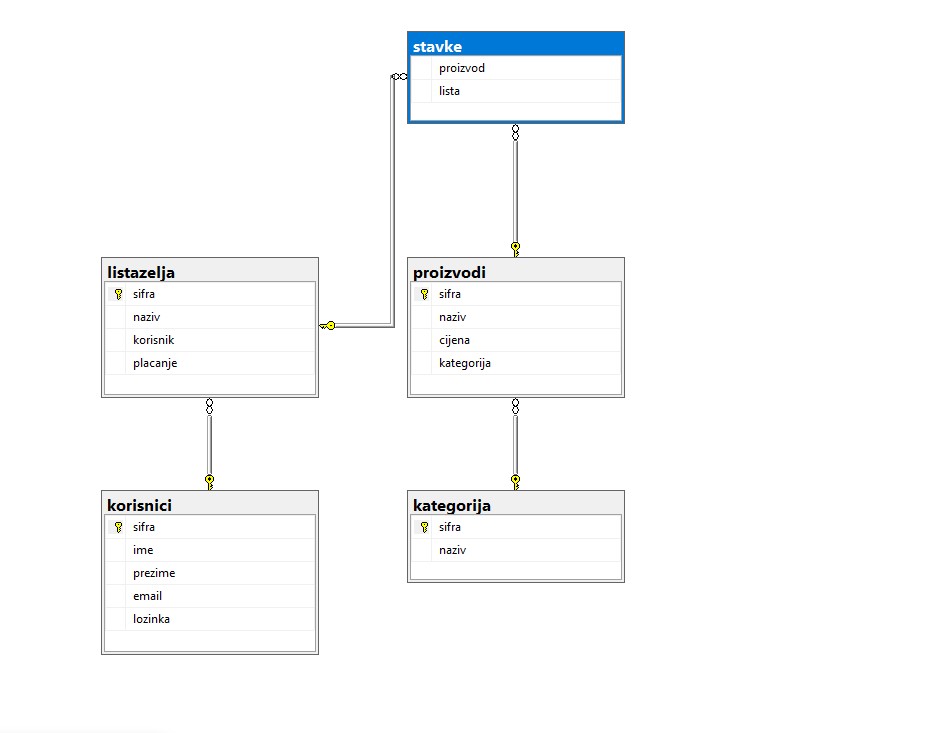 stavke
proizvod
lista
listazelja
sifra
naziv
korisnik
placanje
proizvodi
sifra
naziv
cijena
kategorija
korisnici
sifra
ime
prezime
email
lozinka
kategorija
sifra
naziv